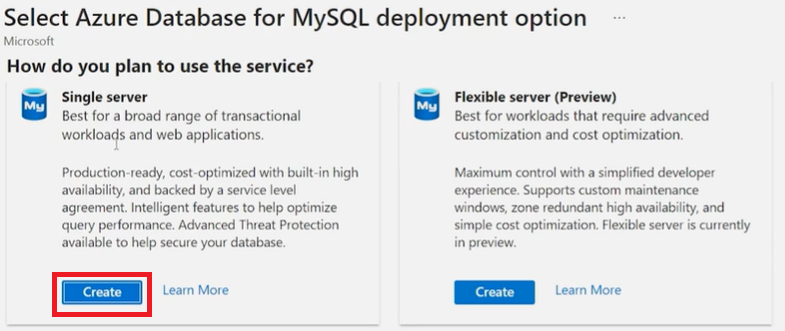 Select Azure Database for MySQL deployment option ...
Microsoft
How do you plan to use the service?
My
Single server
Best for a broad range of transactional
workloads and web applications.
Production-ready, cost-optimized with built-in high
availability, and backed by a service level
agreement. Intelligent features to help optimize
query performance. Advanced Threat Protection
available to help secure your database.
Create Learn More
My
Flexible server (Preview)
Best for workloads that require advanced
customization and cost optimization.
Maximum control with a simplified developer
experience. Supports custom maintenance
windows, zone redundant high availability, and
simple cost optimization. Flexible server is currently
in preview.
Create Learn More